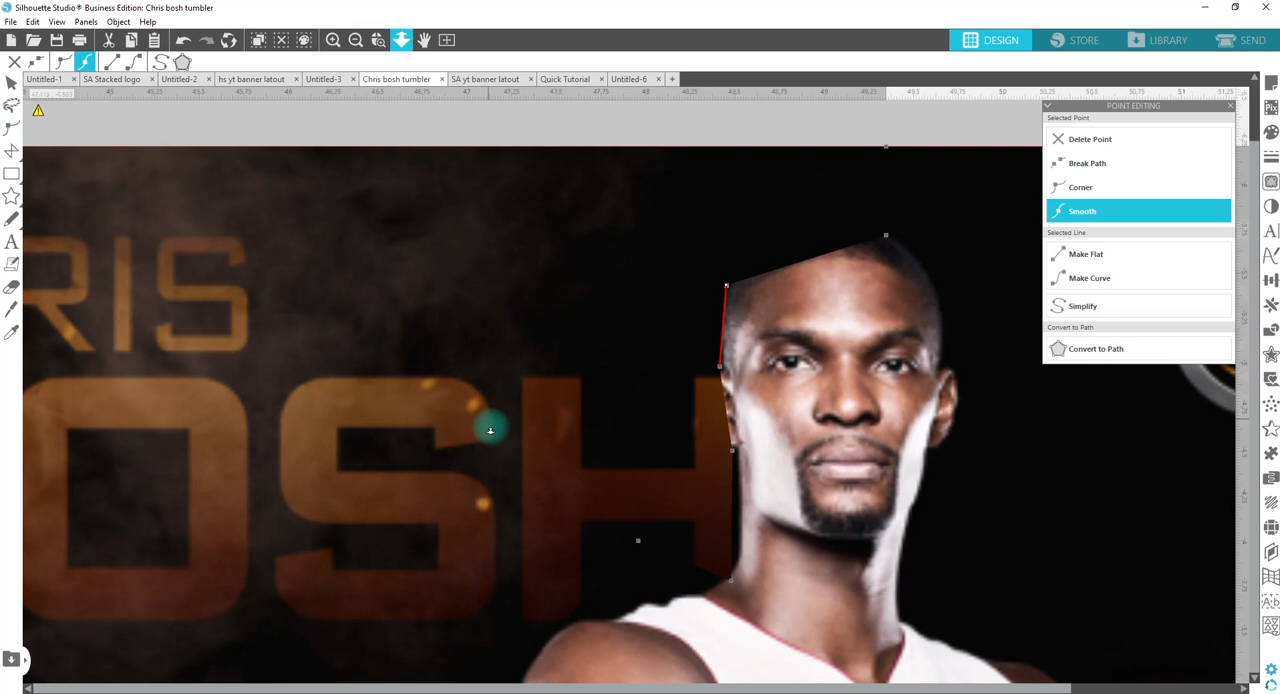 Silhouette Studio® Business Edition: Chris bosh tumbler
File Edit View Panels Object Help
DESIGN STORE LIBRARY SEND
Untitled-1 SA Stacked logo Untitled-2 hs yt banner latout Untitled-3 Chris bosh tumbler SA yt banner latout Quick Tutorial Untitled-6
POINT EDITING
Selected Point
Delete Point
Break Path
Corner
Smooth
Selected Line
Make Flat
Make Curve
Simplify
Convert to Path
Convert to Path
RIS
OSH